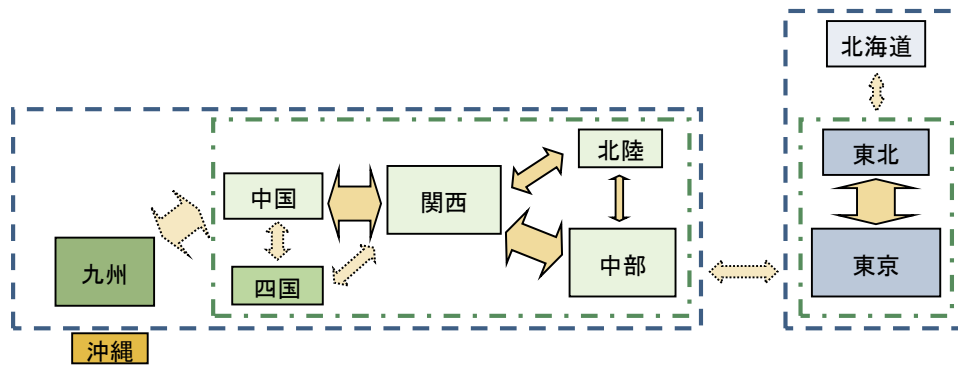 北海道
北陸
東北
中国
関西
九州
四国
中部
東京
沖縄